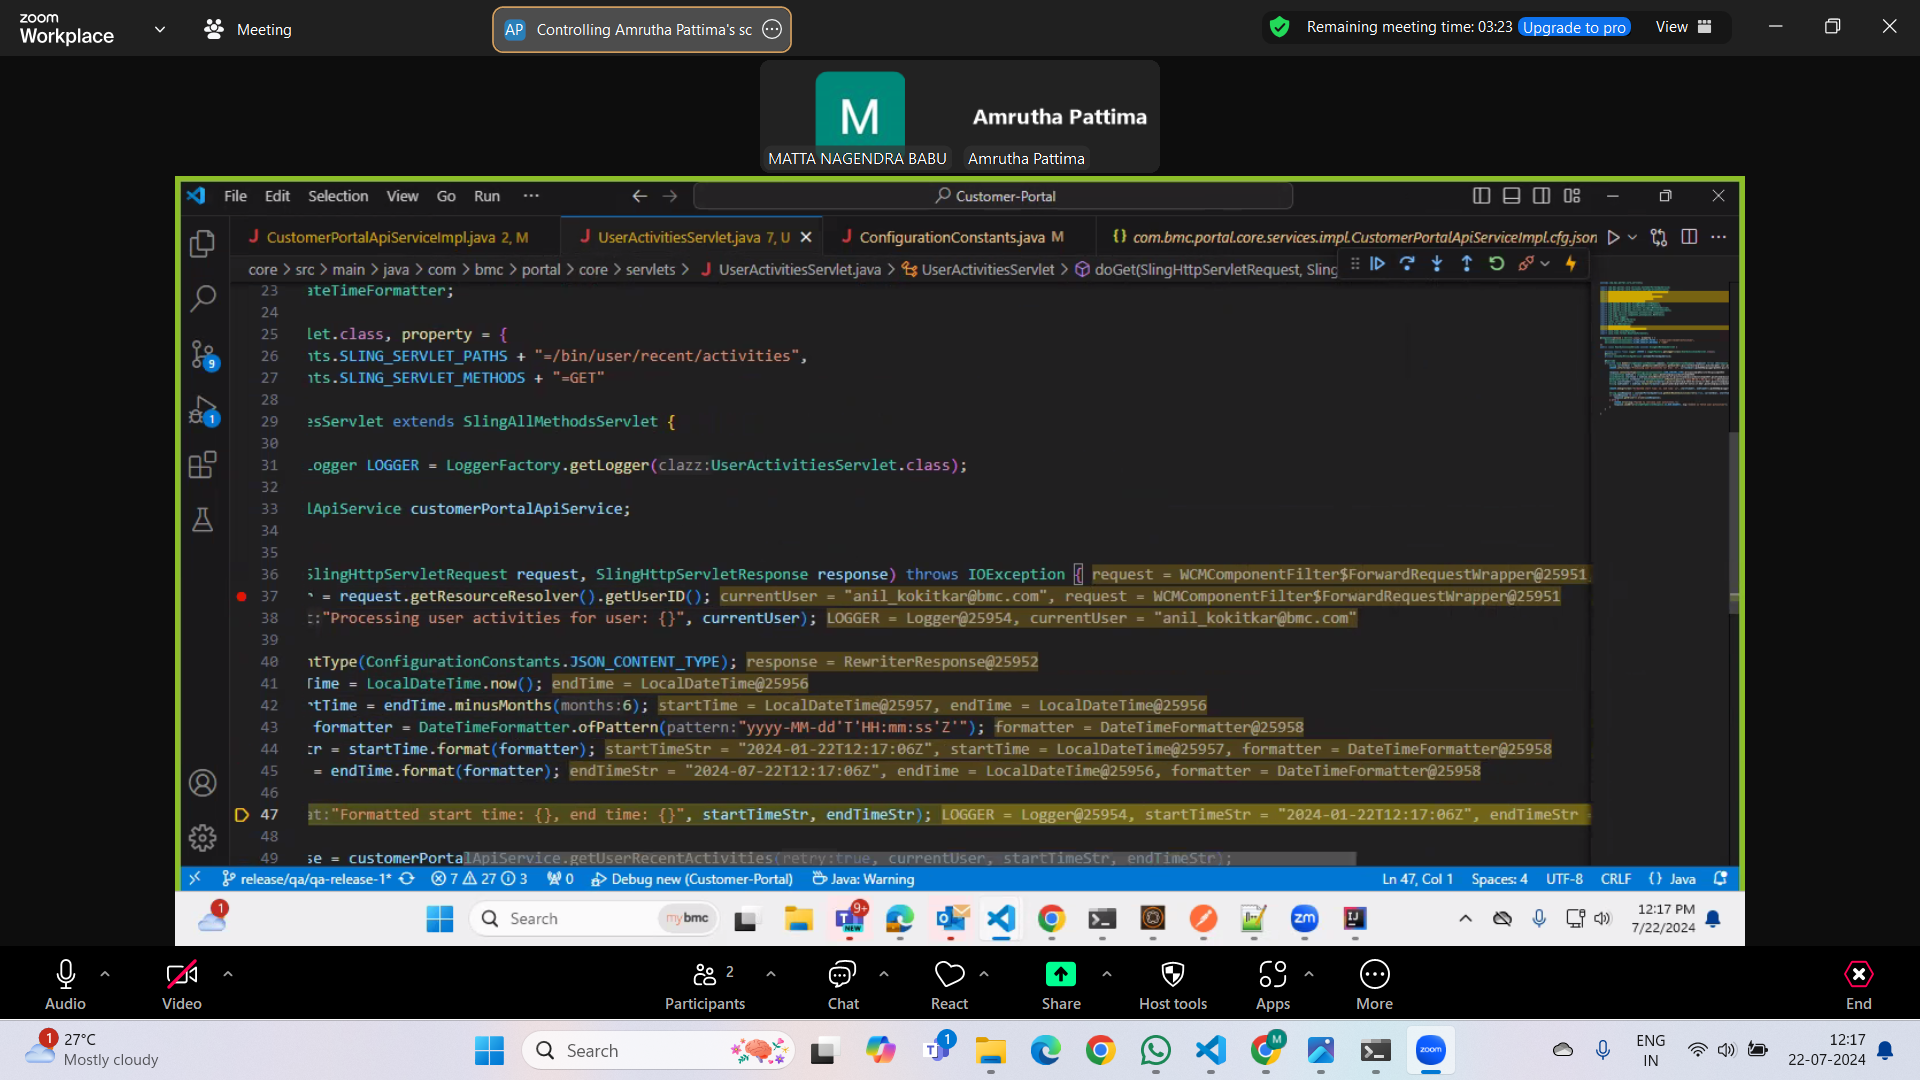 zoom
Workplace
Meeting
AP Controlling Amrutha Pattima's sc
Remaining meeting time: 03:23 Upgrade to pro
View
M
Amrutha Pattima
MATTA NAGENDRA BABU
Amrutha Pattima
File Edit Selection View Go Run ...
Customer-Portal
J CustomerPortalApiServiceImpl.java 2, M
J UserActivitiesServlet.java 7, U
J ConfigurationConstants.java M
{} com.bmc.portal.core.services.impl.CustomerPortalApiServiceImpl.cfg.json
core > src > main > java > com > bmc > portal > core > servlets > J UserActivitiesServlet.java > UserActivitiesServlet > doGet(SlingHttpServletRequest, Sling
23 ateTimeFormatter;
24
25 let.class, property = {
26 nts.SLING_SERVLET_PATHS + "=/bin/user/recent/activities",
27 nts.SLING_SERVLET_METHODS + "=GET"
28
29 esServlet extends SlingAllMethodsServlet {
30
31 Logger LOGGER = LoggerFactory.getLogger(clazz:UserActivitiesServlet.class);
32
33 lApiService customerPortalApiService;
34
35
36 SlingHttpServletRequest request, SlingHttpServletResponse response) throws IOException { request = WCMComponentFilter$ForwardRequestWrapper@25951
37 r = request.getResourceResolver().getUserID(); currentUser = "anil_kokitkar@bmc.com", request = WCMComponentFilter$ForwardRequestWrapper@25951
38 t:"Processing user activities for user: {}", currentUser); LOGGER = Logger@25954, currentUser = "anil_kokitkar@bmc.com"
39
40 ntType(ConfigurationConstants.JSON_CONTENT_TYPE); response = RewriterResponse@25952
41 Time = LocalDateTime.now(); endTime = LocalDateTime@25956
42 rtTime = endTime.minusMonths(months:6); startTime = LocalDateTime@25957, endTime = LocalDateTime@25956
43 formatter = DateTimeFormatter.ofPattern(pattern:"yyyy-MM-dd'T'HH:mm:ss'Z'"); formatter = DateTimeFormatter@25958
44 tr = startTime.format(formatter); startTimeStr = "2024-01-22T12:17:06Z", startTime = LocalDateTime@25957, formatter = DateTimeFormatter@25958
45 = endTime.format(formatter); endTimeStr = "2024-07-22T12:17:06Z", endTime = LocalDateTime@25956, formatter = DateTimeFormatter@25958
46
47 at:"Formatted start time: {}, end time: {}", startTimeStr, endTimeStr); LOGGER = Logger@25954, startTimeStr = "2024-01-22T12:17:06Z", endTimeStr =
48
49 se = customerPortalApiService.getUserRecentActivities(retry:true, currentUser, startTimeStr, endTimeStr);
9
1
release/qa/qa-release-1* 7 27 3 0 Debug new (Customer-Portal) Java: Warning
Ln 47, Col 1 Spaces: 4 UTF-8 CRLF {} Java
1
Search
mybmc
9+
NEW
zm
12:17 PM
7/22/2024
Audio
Video
Participants
2
Chat
React
Share
Host tools
Apps
More
End
1
27°C
Mostly cloudy
Search
1
M
zoom
ENG
IN
12:17
22-07-2024